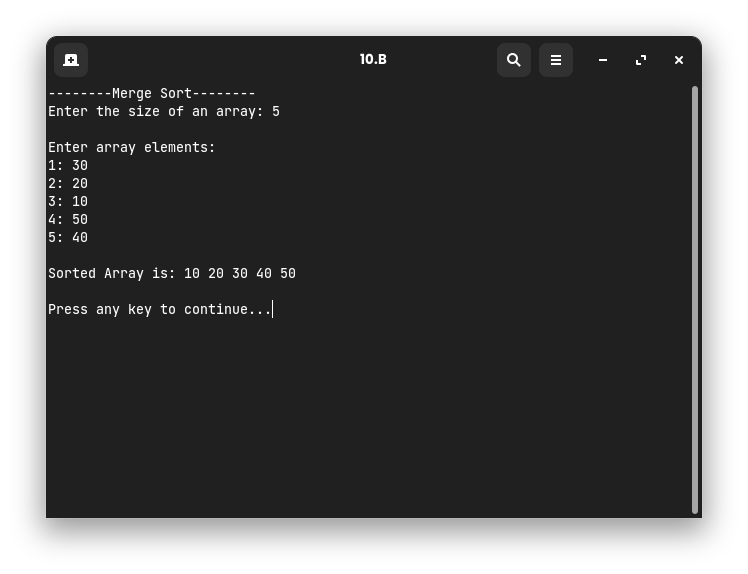 10.B
--------Merge Sort--------
Enter the size of an array: 5
Enter array elements:
1: 30
2: 20
3: 10
4: 50
5: 40
Sorted Array is: 10 20 30 40 50
Press any key to continue...